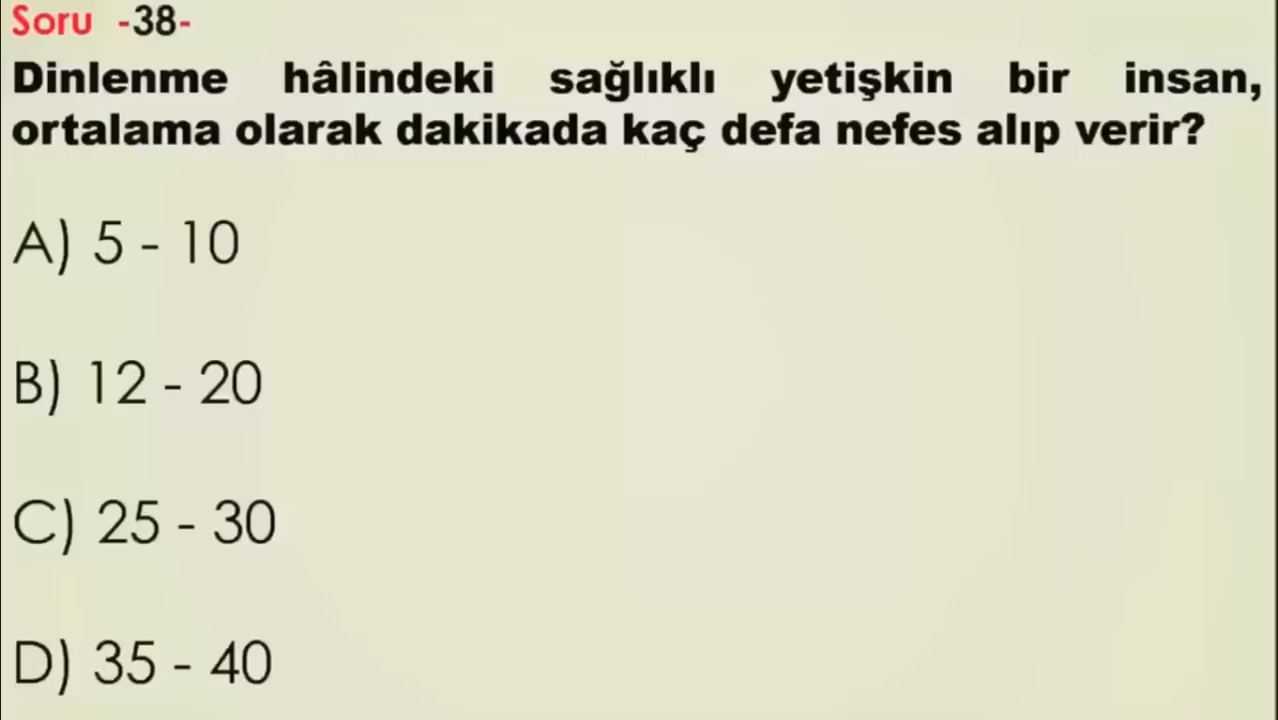 Soru -38-
Dinlenme hâlindeki sağlıklı yetişkin bir insan,
ortalama olarak dakikada kaç defa nefes alıp verir?
A) 5 - 10
B) 12 - 20
C) 25 - 30
D) 35 - 40